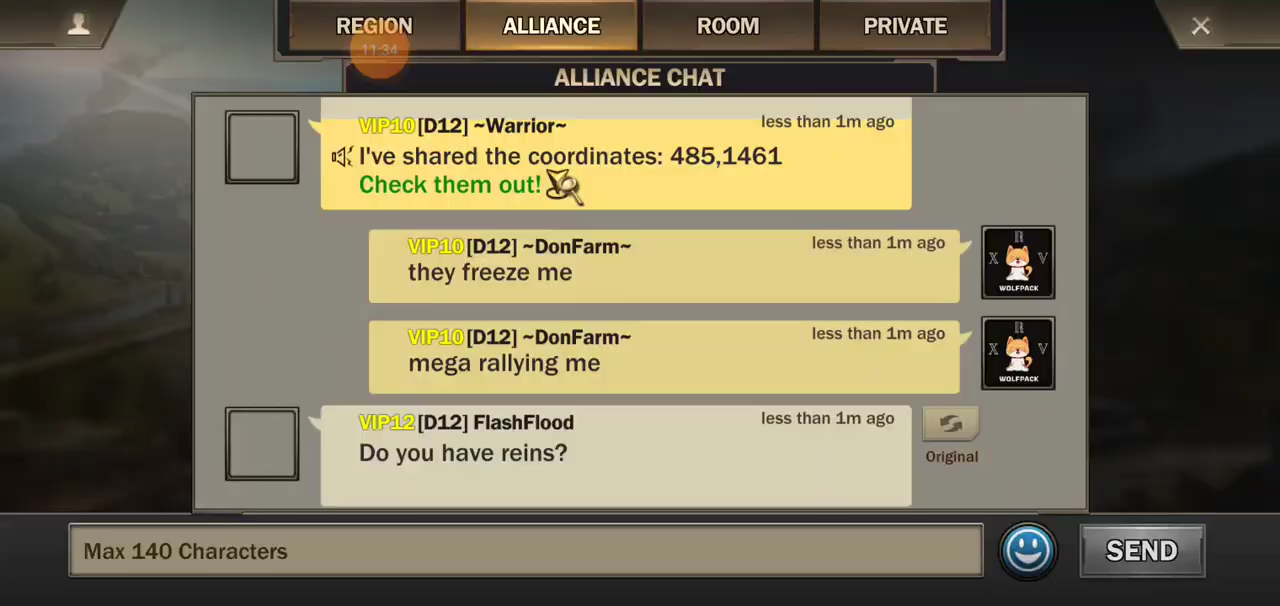 REGION
ALLIANCE
ROOM
PRIVATE
11:34
ALLIANCE CHAT
VIP10[D12] ~Warrior~
less than 1m ago
I've shared the coordinates: 485,1461
Check them out!
VIP10[D12] ~DonFarm~
less than 1m ago
they freeze me
R
X V
WOLFPACK
VIP10[D12] ~DonFarm~
less than 1m ago
mega rallying me
R
X V
WOLFPACK
VIP12[D12] FlashFlood
less than 1m ago
Do you have reins?
Original
Max 140 Characters
SEND